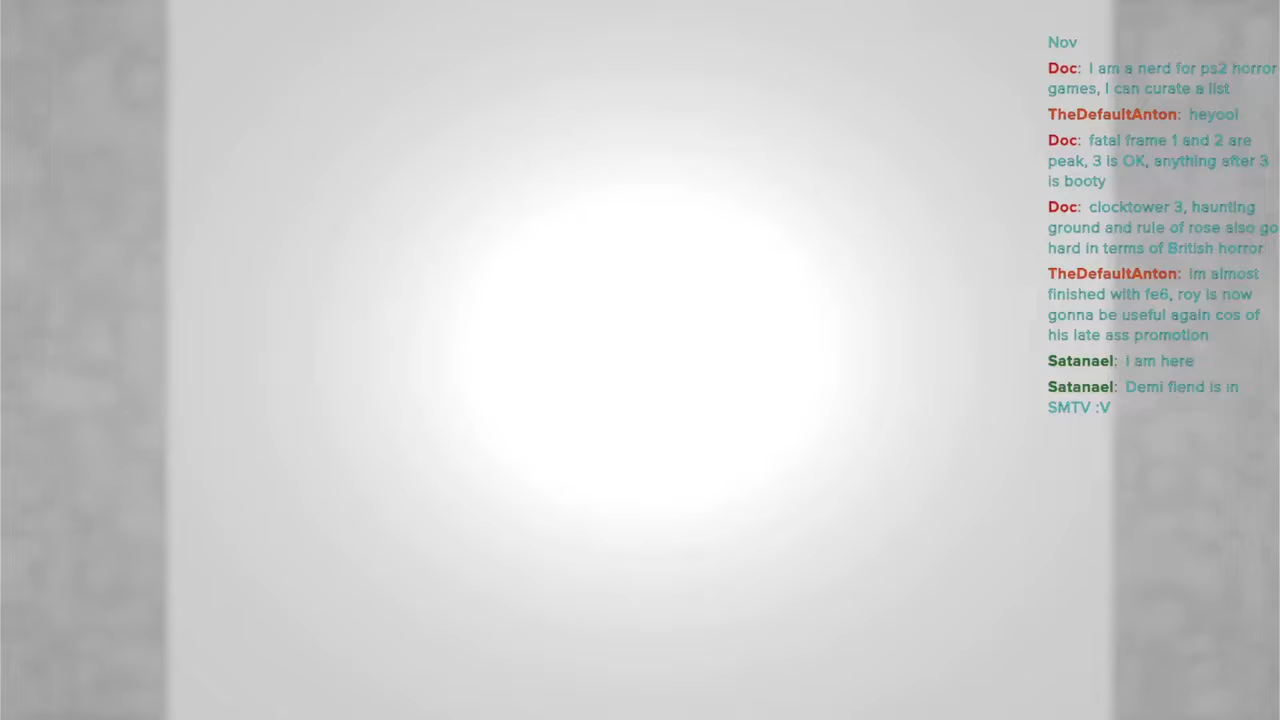 Nov
Doc: I am a nerd for ps2 horror
games, I can curate a list
TheDefaultAnton: heyool
Doc: fatal frame 1 and 2 are
peak, 3 is OK, anything after 3
is booty
Doc: clocktower 3, haunting
ground and rule of rose also go
hard in terms of British horror
TheDefaultAnton: im almost
finished with fe6, roy is now
gonna be useful again cos of
his late ass promotion
Satanael: I am here
Satanael: Demi fiend is in
SMTV :V